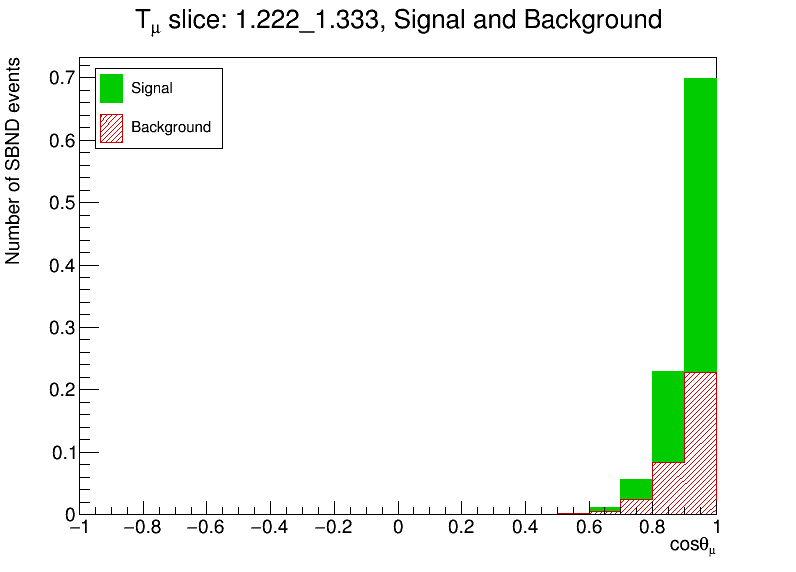 Tμ slice: 1.222_1.333, Signal and Background
Number of SBND events
Signal
Background
0.7
0.6
0.5
0.4
0.3
0.2
0.1
0
−1 −0.8 −0.6 −0.4 −0.2 0 0.2 0.4 0.6 0.8 1
cosθμ